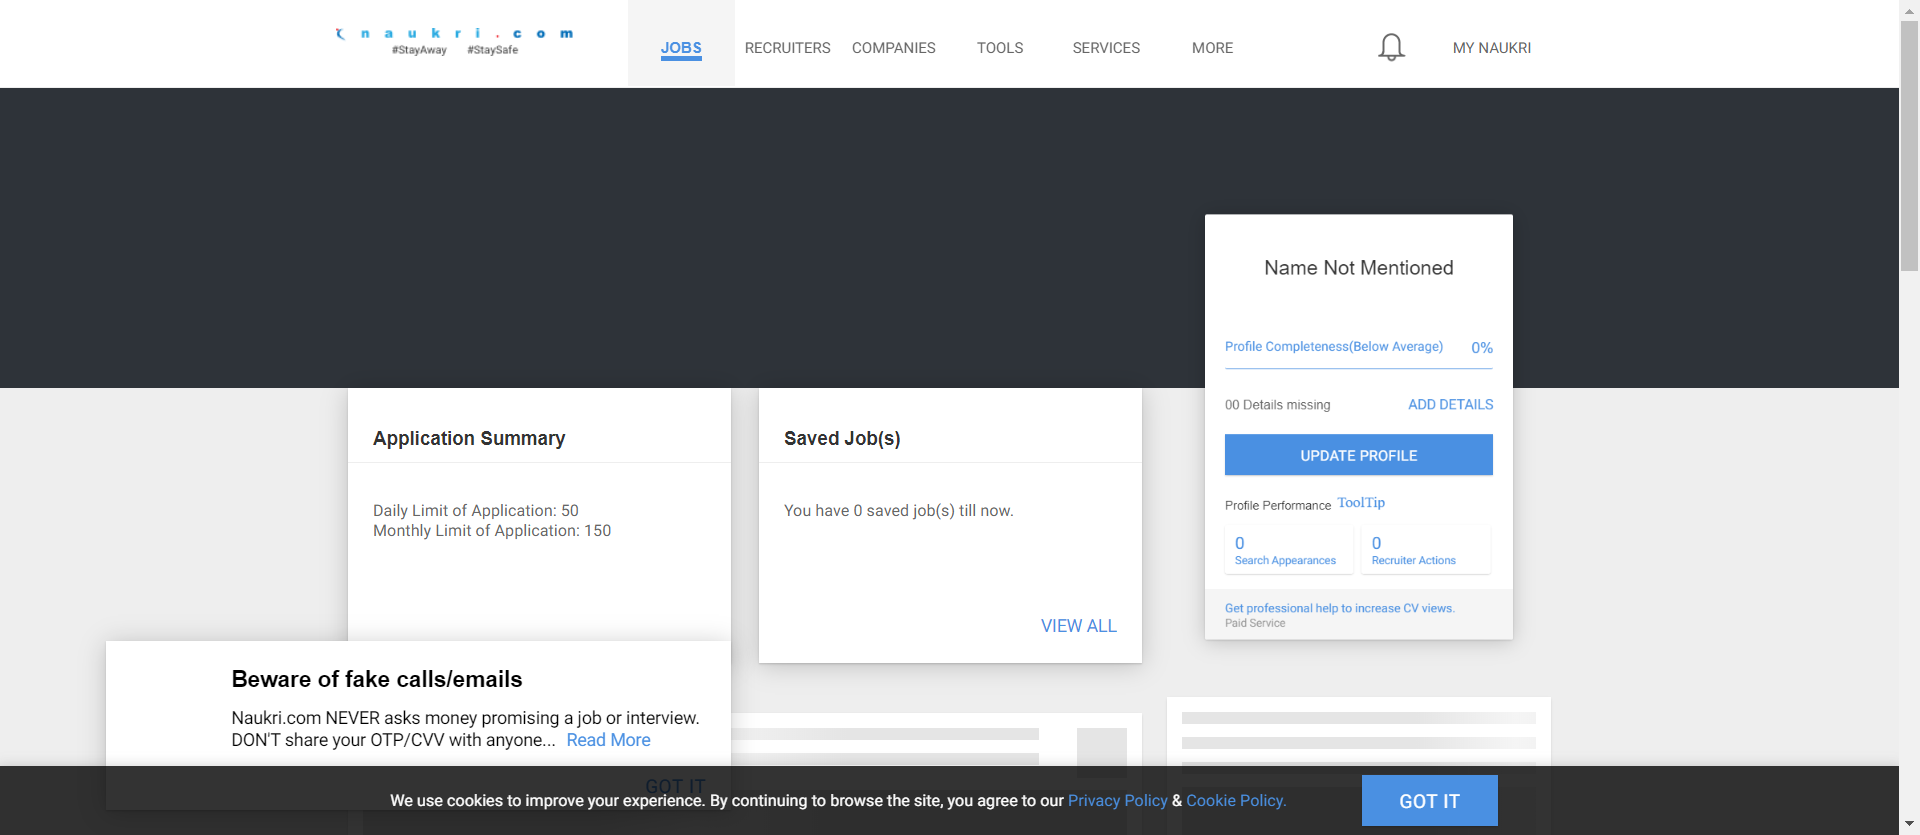 naukri.com
#StayAway #StaySafe
JOBS RECRUITERS COMPANIES TOOLS SERVICES MORE MY NAUKRI
Name Not Mentioned
Profile Completeness(Below Average) 0%
00 Details missing ADD DETAILS
UPDATE PROFILE
Profile Performance ToolTip
0 0
Search Appearances Recruiter Actions
Get professional help to increase CV views.
Paid Service
Application Summary
Daily Limit of Application: 50
Monthly Limit of Application: 150
Saved Job(s)
You have 0 saved job(s) till now.
VIEW ALL
Beware of fake calls/emails
Naukri.com NEVER asks money promising a job or interview.
DON'T share your OTP/CVV with anyone... Read More
GOT IT
We use cookies to improve your experience. By continuing to browse the site, you agree to our Privacy Policy & Cookie Policy. GOT IT